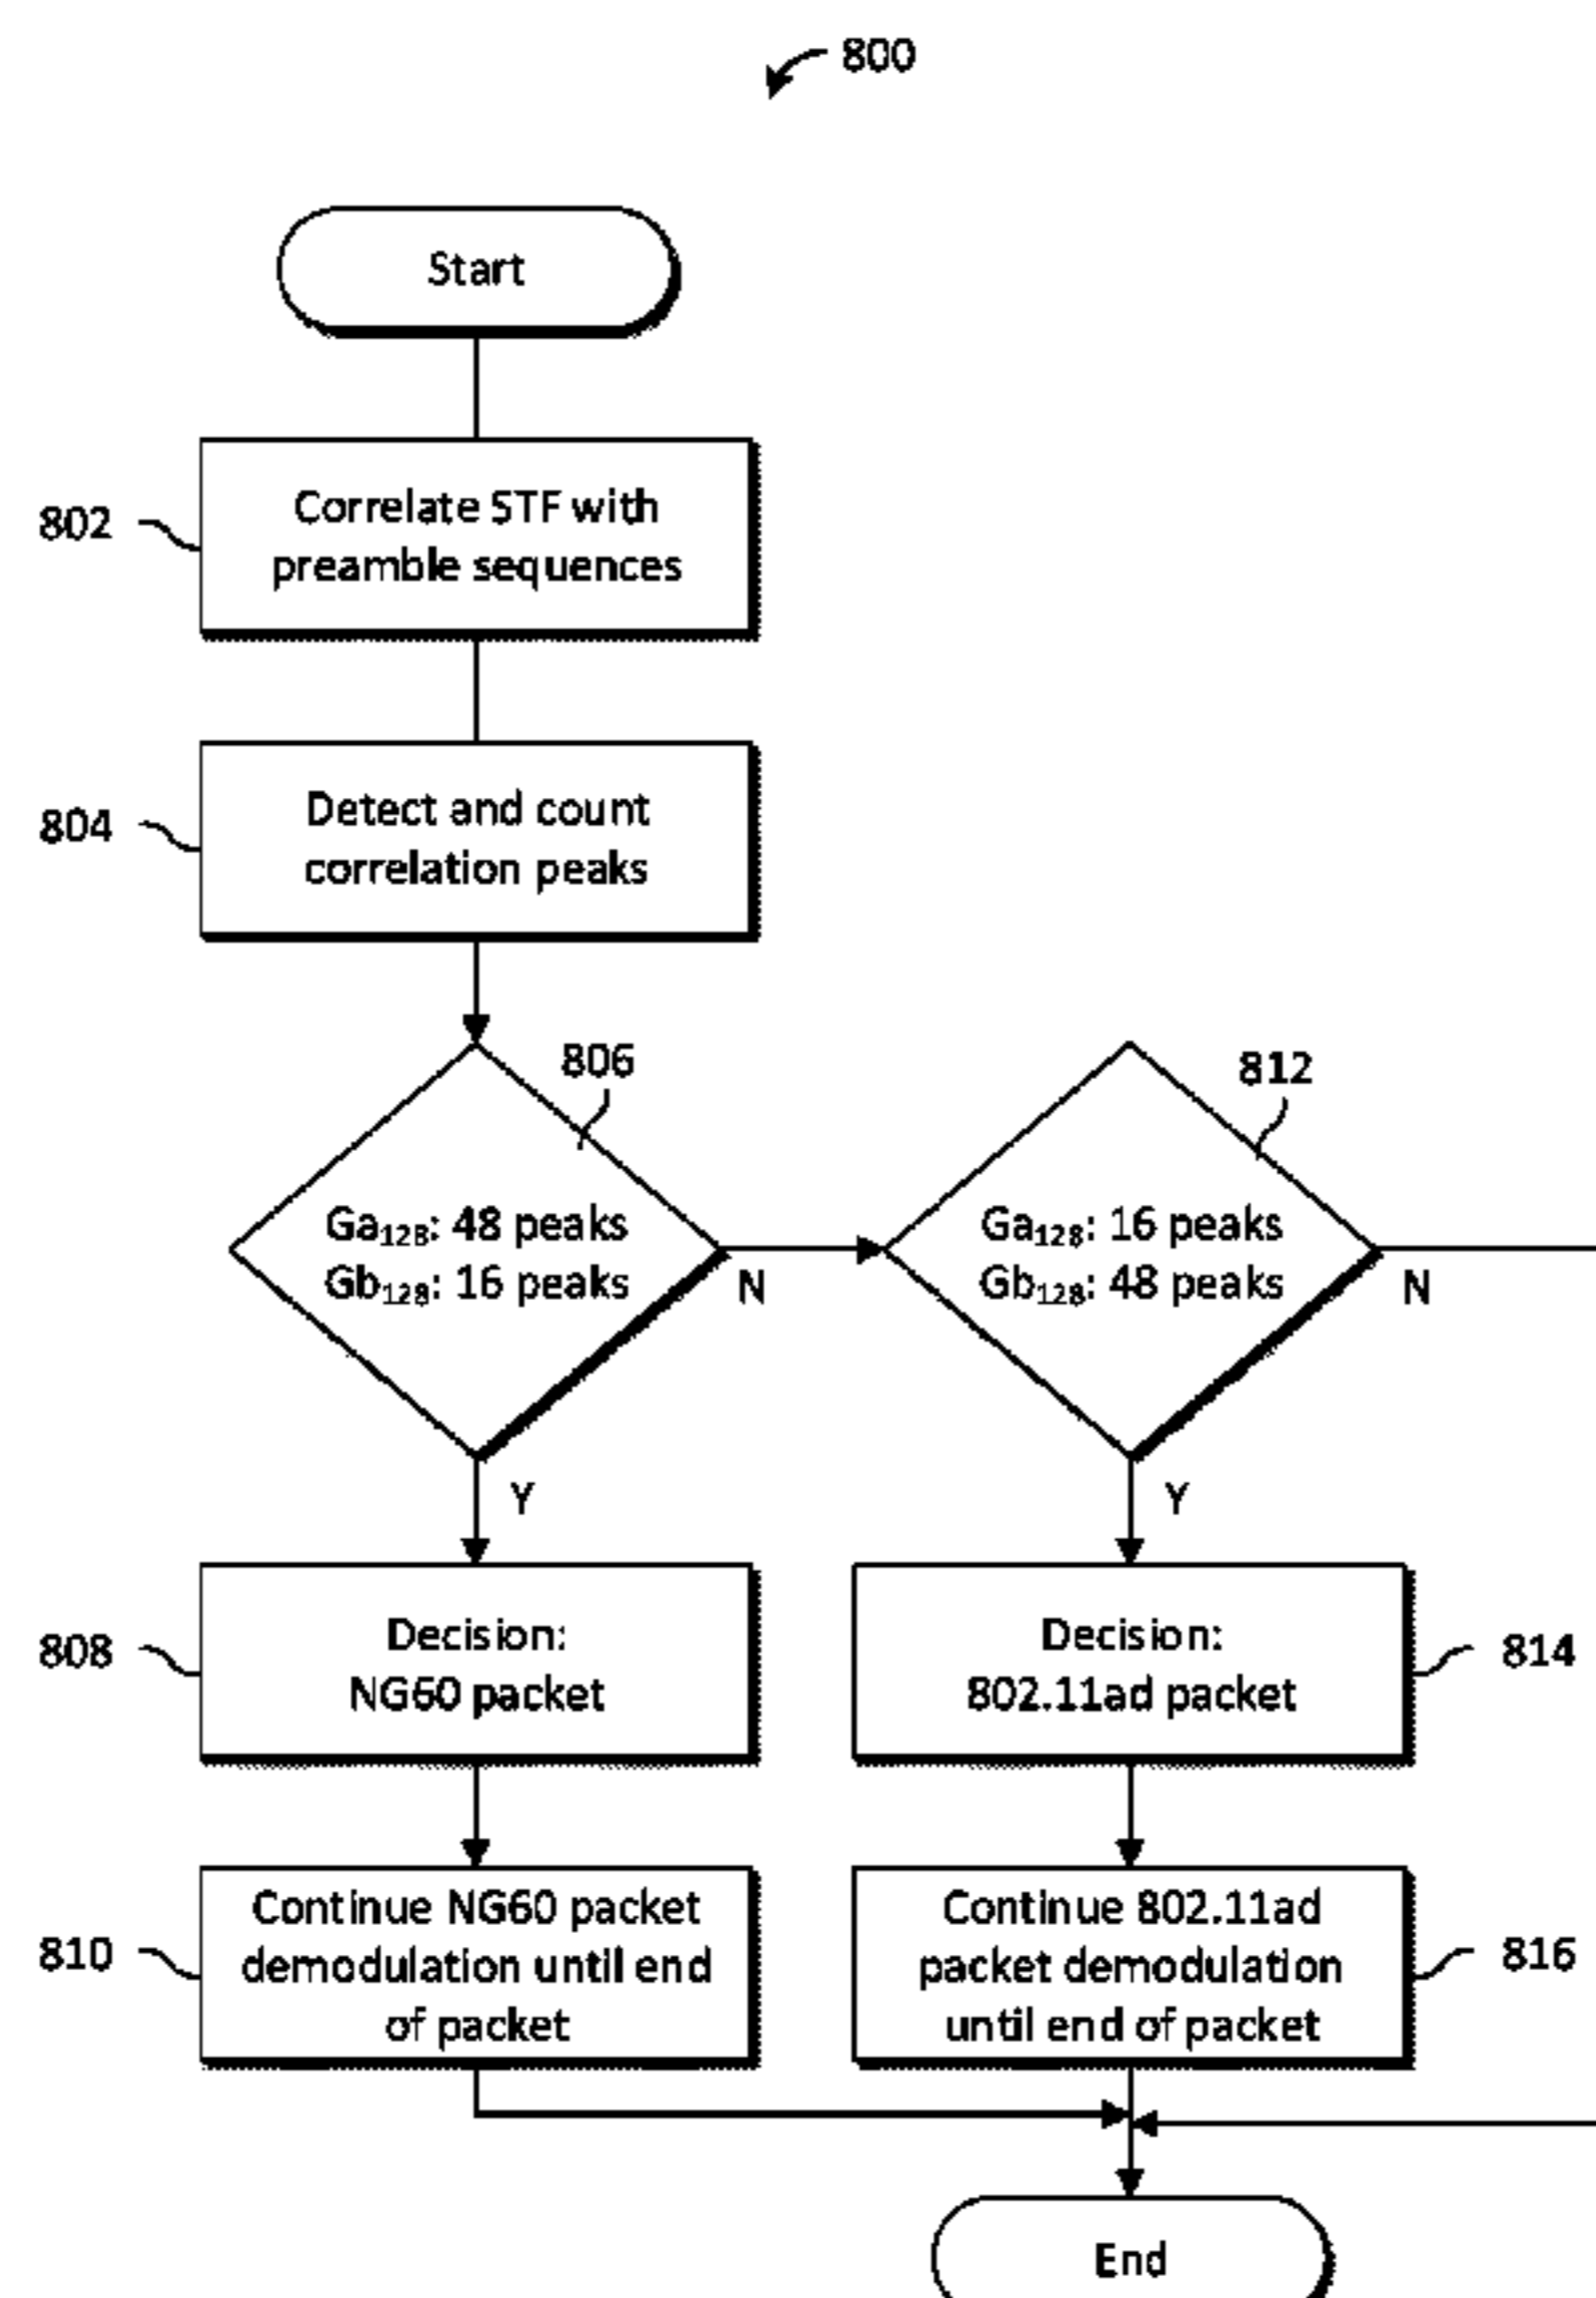 800
Start
802
Correlate STF with
preamble sequences
804
Detect and count
correlation peaks
806
Ga₁₂₈: 48 peaks
Gb₁₂₈: 16 peaks
N
Y
812
Ga₁₂₈: 16 peaks
Gb₁₂₈: 48 peaks
N
Y
808
Decision:
NG60 packet
Decision:
802.11ad packet
814
810
Continue NG60 packet
demodulation until end
of packet
Continue 802.11ad
packet demodulation
until end of packet
816
End